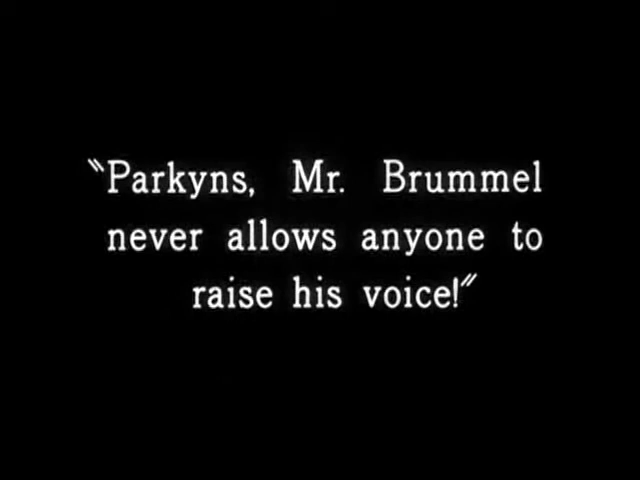 "Parkyns, Mr. Brummel
never allows anyone to
raise his voice!"